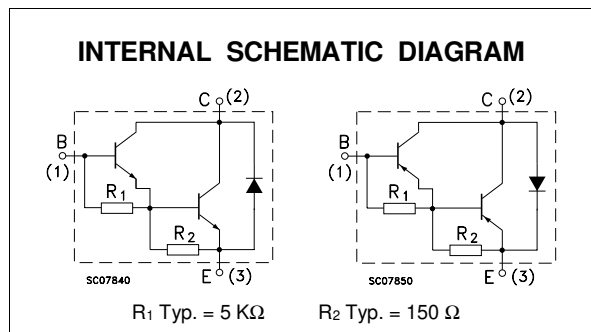 INTERNAL SCHEMATIC DIAGRAM
C (2)
B
(1)
R1
R2
SC07840
E (3)
C (2)
B
(1)
R1
R2
SC07850
E (3)
R1 Typ. = 5 KΩ R2 Typ. = 150 Ω